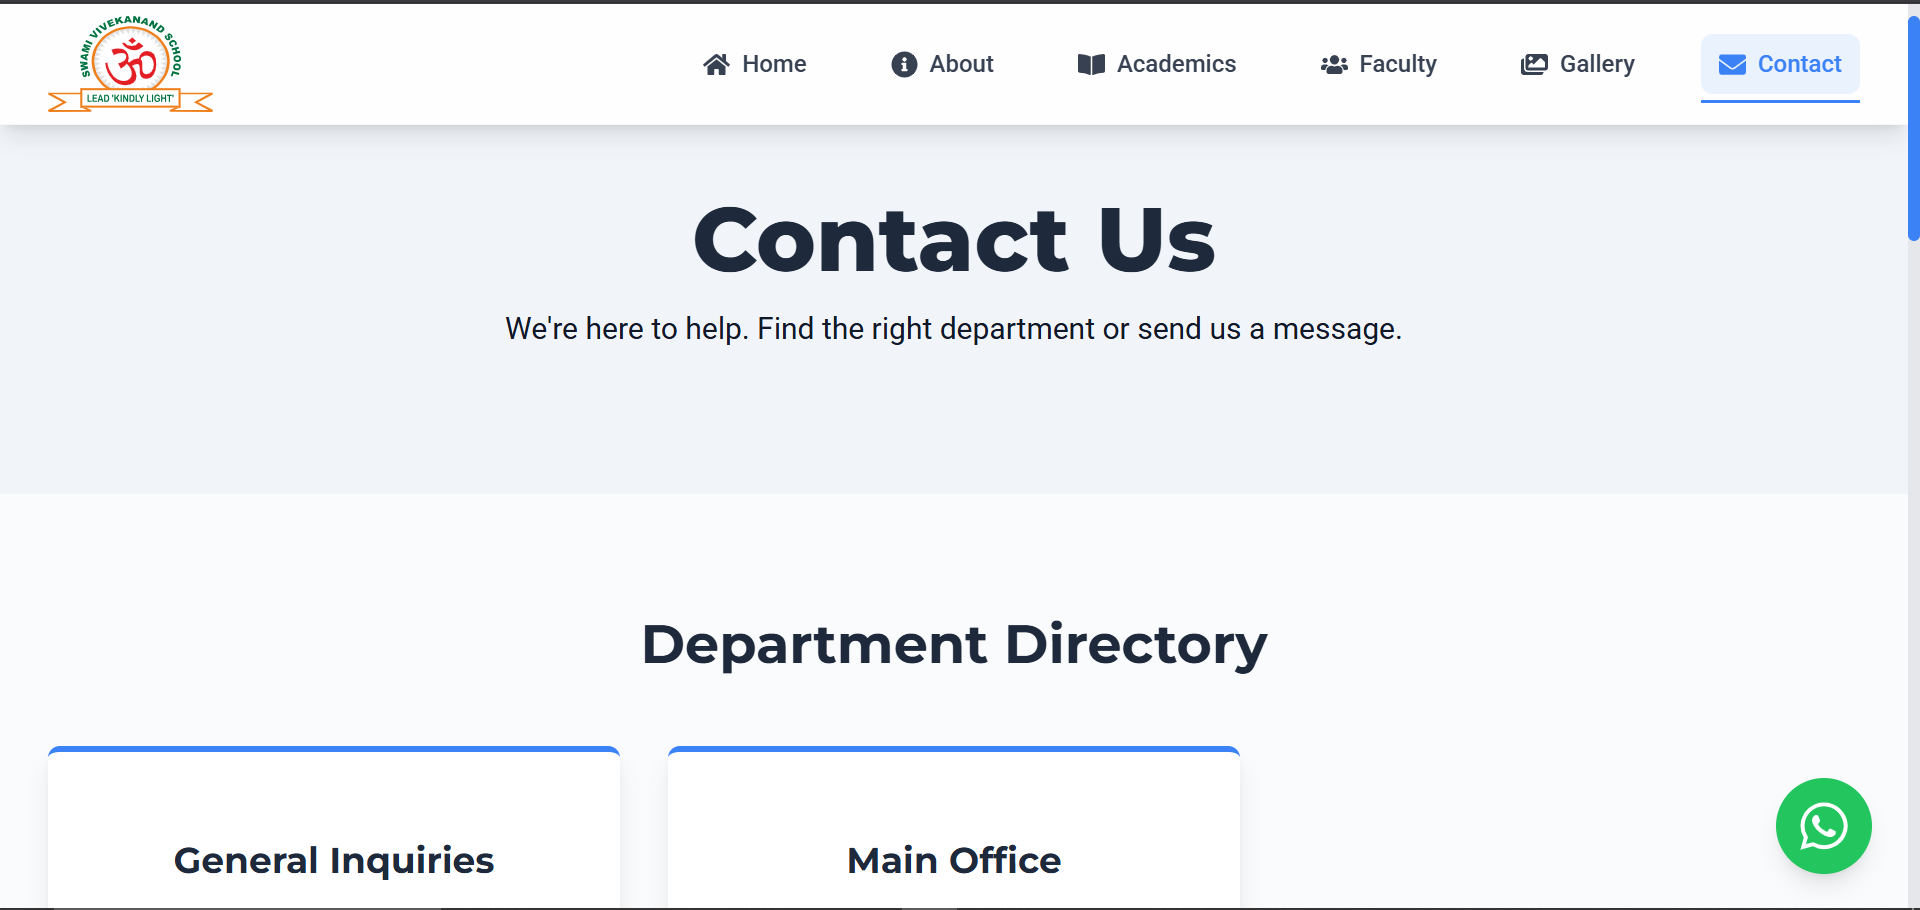 SWAMI VIVEKANAND SCHOOL
ॐ
LEAD 'KINDLY LIGHT'
Home
About
Academics
Faculty
Gallery
Contact
Contact Us
We're here to help. Find the right department or send us a message.
Department Directory
General Inquiries
Main Office